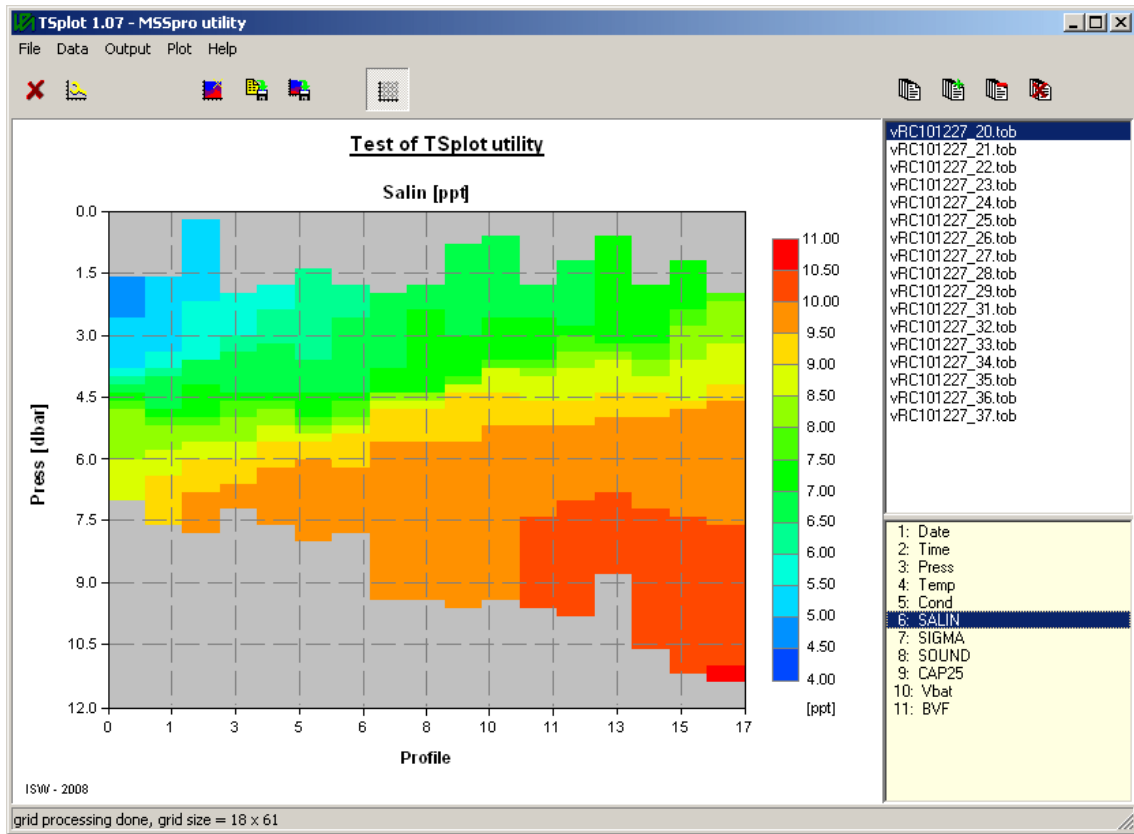 TSplot 1.07 - MSSpro utility
File Data Output Plot Help
Test of TSplot utility
Salin [ppt]
Press [dbar]
0.0
1.5
3.0
4.5
6.0
7.5
9.0
10.5
12.0
0 1 3 5 6 8 10 11 13 15 17
Profile
11.00
10.50
10.00
9.50
9.00
8.50
8.00
7.50
7.00
6.50
6.00
5.50
5.00
4.50
4.00
[ppt]
ISW - 2008
vRC101227_20.tob
vRC101227_21.tob
vRC101227_22.tob
vRC101227_23.tob
vRC101227_24.tob
vRC101227_25.tob
vRC101227_26.tob
vRC101227_27.tob
vRC101227_28.tob
vRC101227_29.tob
vRC101227_31.tob
vRC101227_32.tob
vRC101227_33.tob
vRC101227_34.tob
vRC101227_35.tob
vRC101227_36.tob
vRC101227_37.tob
1: Date
2: Time
3: Press
4: Temp
5: Cond
6: SALIN
7: SIGMA
8: SOUND
9: CAP25
10: Vbat
11: BVF
grid processing done, grid size = 18 x 61